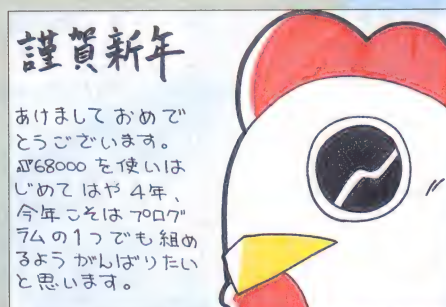 謹賀新年
あけまして おめで
とうございます。
X68000 を使いは
じめて はや 4年、
今年こそは プログ
ラムの1つでも組め
るよう がんばりたい
と思います。